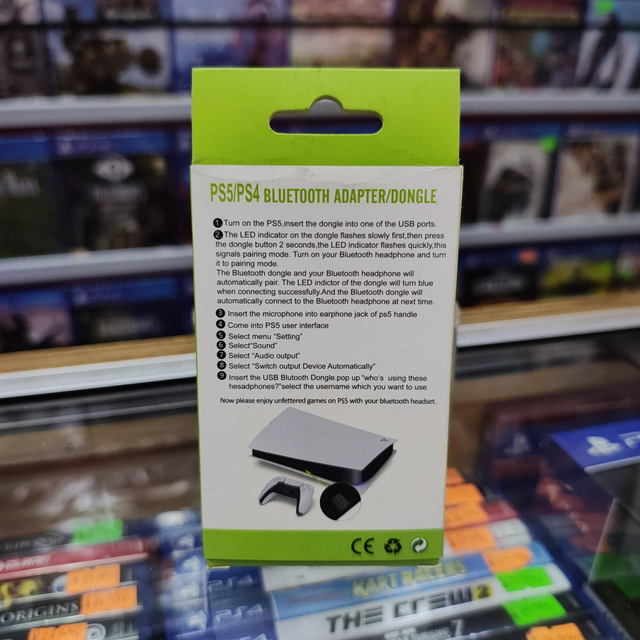 PS5/PS4 BLUETOOTH ADAPTER/DONGLE
1 Turn on the PS5,insert the dongle into one of the USB ports.
2 The LED indicator on the dongle flashes slowly first,then press
the dongle button 2 seconds,the LED indicator flashes quickly,this
signals pairing mode. Turn on your Bluetooth headphone and turn
it to pairing mode.
The Bluetooth dongle and your Bluetooth headphone will
automatically pair. The LED indictor of the dongle will turn blue
when connecting successfully.And the Bluetooth dongle will
automatically connect to the Bluetooth headphone at next time.
3 Insert the microphone into earphone jack of ps5 handle
4 Come into PS5 user interface
5 Select menu "Setting"
6 Select"Sound"
7 Select "Audio output"
8 Select "Switch output Device Automatically"
9 Insert the USB Blutooth Dongle.pop up "who's using these
hesadphones?"select the username which you want to use.
Now please enjoy unfettered games on PS5 with your bluetooth headset.
CE
PS4
KART RACERS
THE CREW 2
ORIGINS